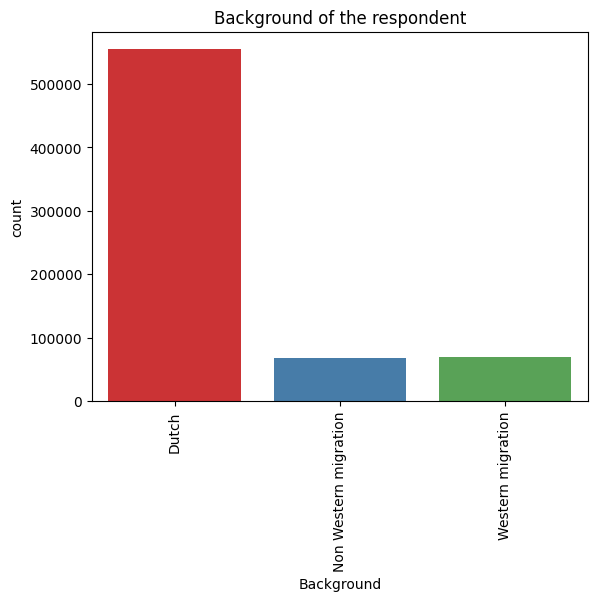 Background of the respondent
500000
400000
300000
200000
100000
0
count
Dutch
Non Western migration
Western migration
Background